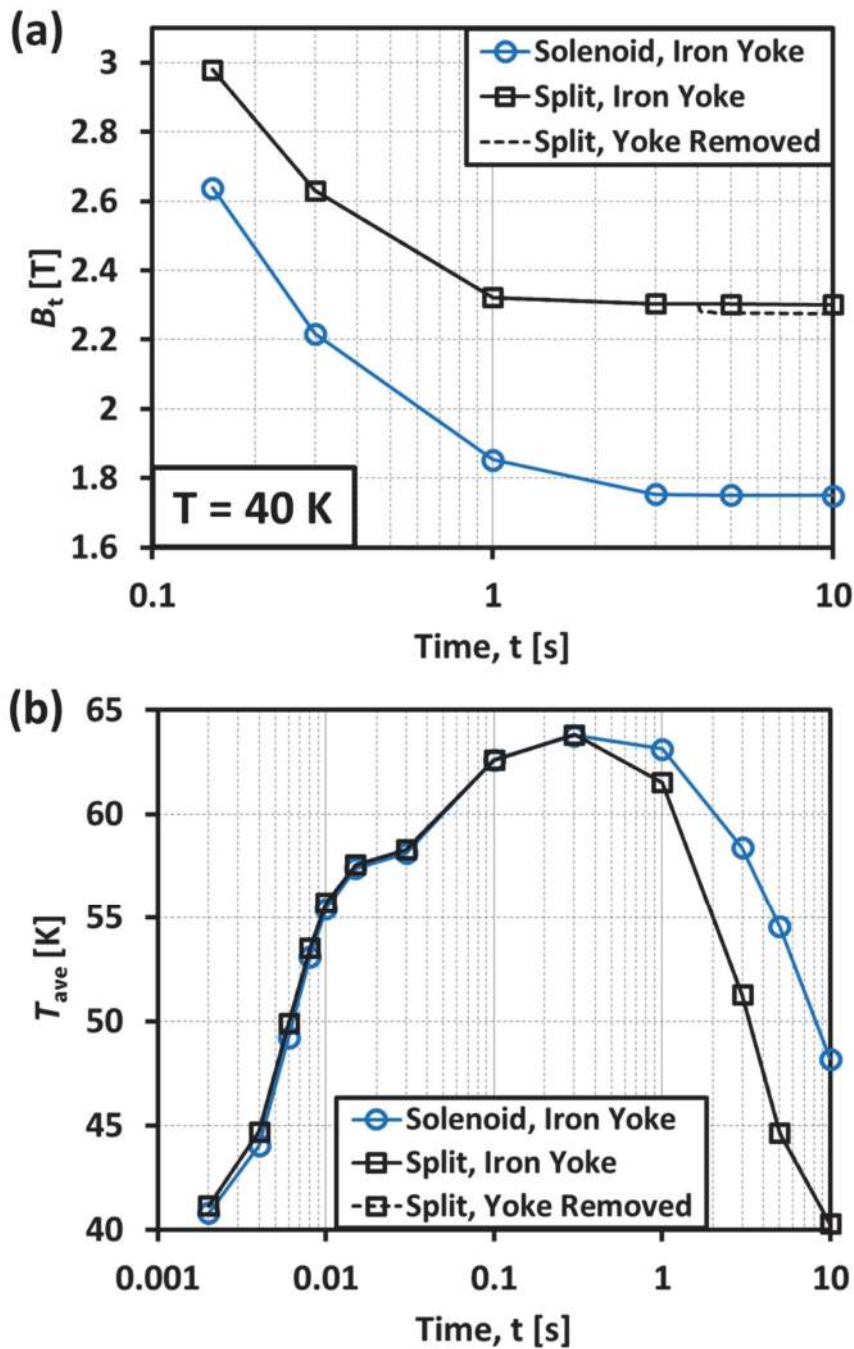 (a)
3
2.8
2.6
2.4
2.2
2
1.8
1.6
Bt [T]
Solenoid, Iron Yoke
Split, Iron Yoke
Split, Yoke Removed
T = 40 K
0.1
1
10
Time, t [s]
(b)
65
60
55
50
45
40
Tave [K]
Solenoid, Iron Yoke
Split, Iron Yoke
Split, Yoke Removed
0.001
0.01
0.1
1
10
Time, t [s]